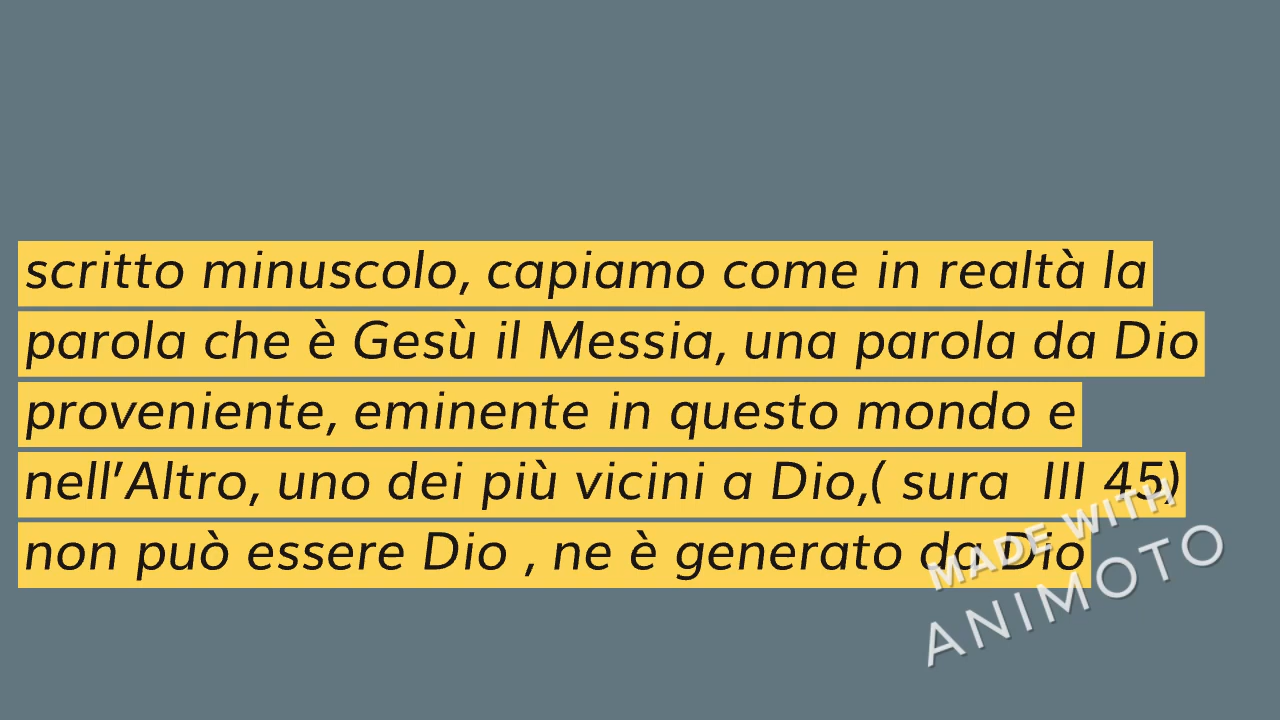 scritto minuscolo, capiamo come in realtà la
parola che è Gesù il Messia, una parola da Dio
proveniente, eminente in questo mondo e
nell'Altro, uno dei più vicini a Dio,( sura  III 45)
non può essere Dio , ne è generato da Dio
MADE WITH
ANIMOTO